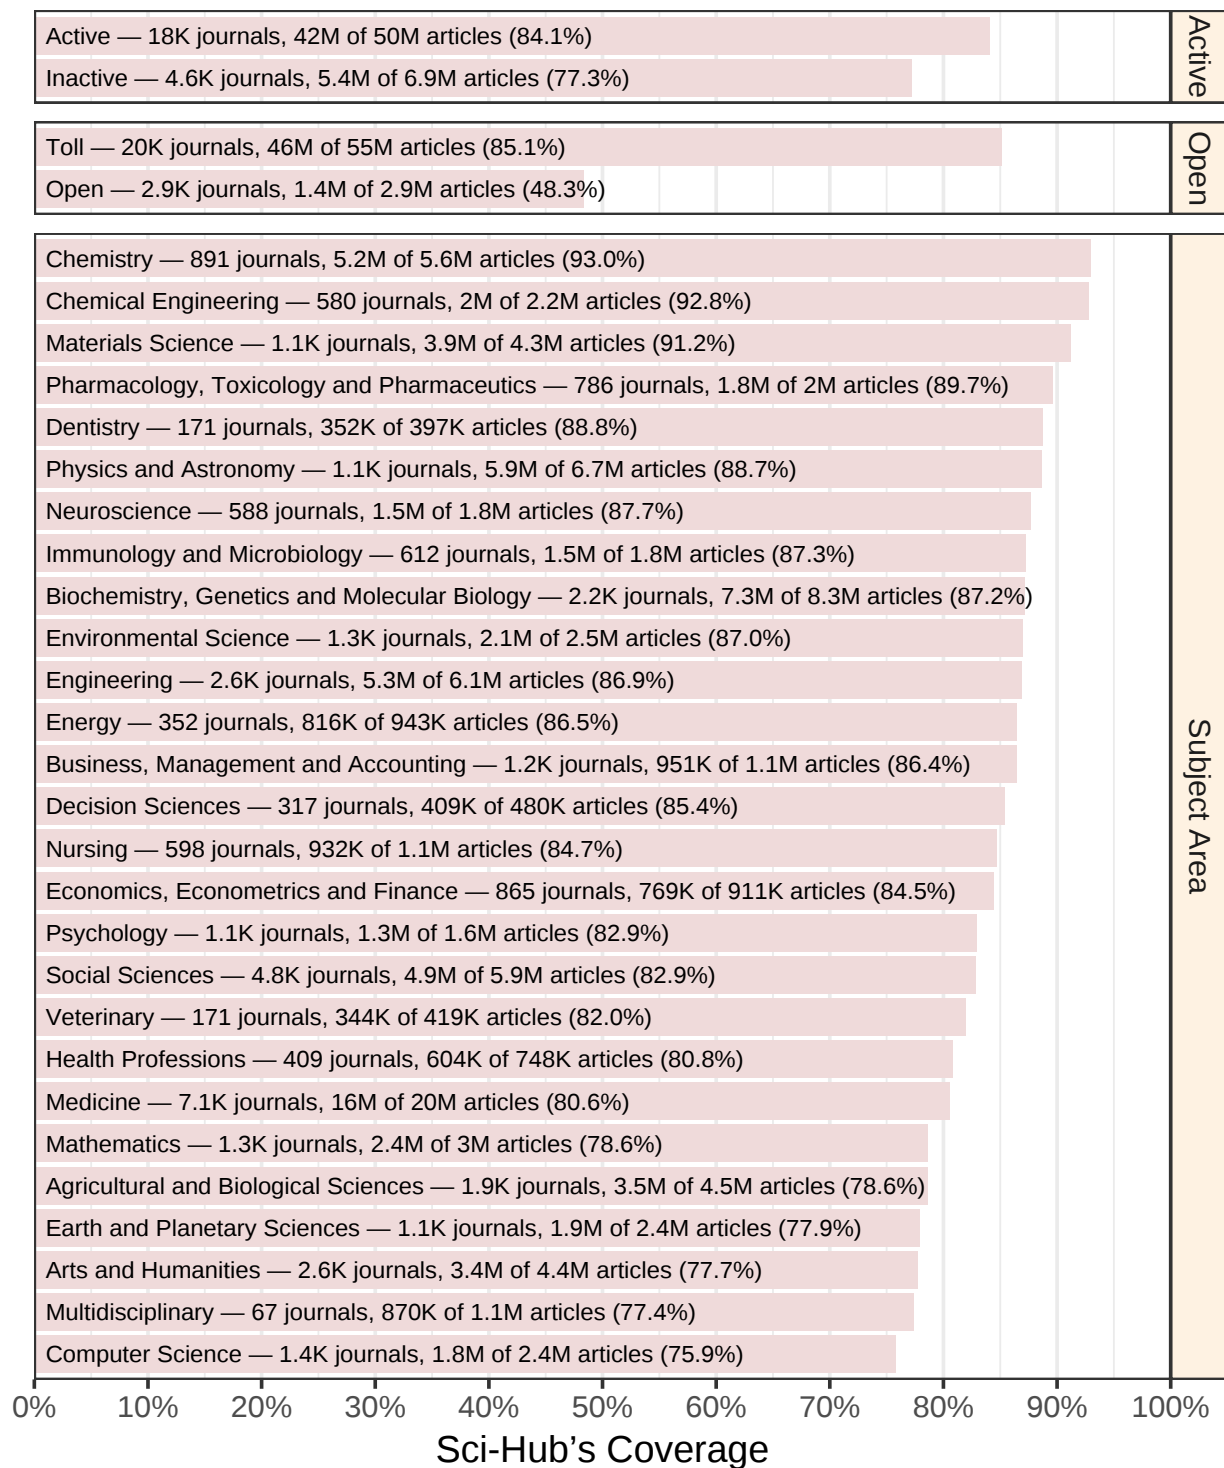 Active — 18K journals, 42M of 50M articles (84.1%)
Inactive — 4.6K journals, 5.4M of 6.9M articles (77.3%)
Active
Toll — 20K journals, 46M of 55M articles (85.1%)
Open — 2.9K journals, 1.4M of 2.9M articles (48.3%)
Open
Chemistry — 891 journals, 5.2M of 5.6M articles (93.0%)
Chemical Engineering — 580 journals, 2M of 2.2M articles (92.8%)
Materials Science — 1.1K journals, 3.9M of 4.3M articles (91.2%)
Pharmacology, Toxicology and Pharmaceutics — 786 journals, 1.8M of 2M articles (89.7%)
Dentistry — 171 journals, 352K of 397K articles (88.8%)
Physics and Astronomy — 1.1K journals, 5.9M of 6.7M articles (88.7%)
Neuroscience — 588 journals, 1.5M of 1.8M articles (87.7%)
Immunology and Microbiology — 612 journals, 1.5M of 1.8M articles (87.3%)
Biochemistry, Genetics and Molecular Biology — 2.2K journals, 7.3M of 8.3M articles (87.2%)
Environmental Science — 1.3K journals, 2.1M of 2.5M articles (87.0%)
Engineering — 2.6K journals, 5.3M of 6.1M articles (86.9%)
Energy — 352 journals, 816K of 943K articles (86.5%)
Business, Management and Accounting — 1.2K journals, 951K of 1.1M articles (86.4%)
Decision Sciences — 317 journals, 409K of 480K articles (85.4%)
Nursing — 598 journals, 932K of 1.1M articles (84.7%)
Economics, Econometrics and Finance — 865 journals, 769K of 911K articles (84.5%)
Psychology — 1.1K journals, 1.3M of 1.6M articles (82.9%)
Social Sciences — 4.8K journals, 4.9M of 5.9M articles (82.9%)
Veterinary — 171 journals, 344K of 419K articles (82.0%)
Health Professions — 409 journals, 604K of 748K articles (80.8%)
Medicine — 7.1K journals, 16M of 20M articles (80.6%)
Mathematics — 1.3K journals, 2.4M of 3M articles (78.6%)
Agricultural and Biological Sciences — 1.9K journals, 3.5M of 4.5M articles (78.6%)
Earth and Planetary Sciences — 1.1K journals, 1.9M of 2.4M articles (77.9%)
Arts and Humanities — 2.6K journals, 3.4M of 4.4M articles (77.7%)
Multidisciplinary — 67 journals, 870K of 1.1M articles (77.4%)
Computer Science — 1.4K journals, 1.8M of 2.4M articles (75.9%)
Subject Area
0% 10% 20% 30% 40% 50% 60% 70% 80% 90% 100%
Sci-Hub’s Coverage